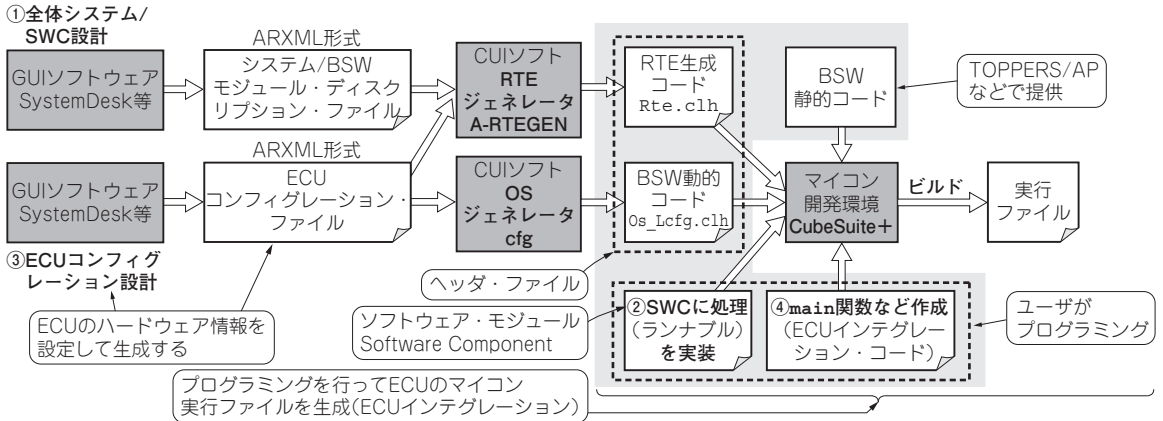 ①全体システム/
SWC設計
GUIソフトウェア
SystemDesk等
ARXML形式
システム/BSW
モジュール・ディスク
リプション・ファイル
CUIソフト
RTE
ジェネレータ
A-RTEGEN
RTE生成
コード
Rte.clh
BSW
静的コード
TOPPERS/AP
などで提供
GUIソフトウェア
SystemDesk等
③ECUコンフィグ
レーション設計
ARXML形式
ECU
コンフィグレーション・
ファイル
CUIソフト
OS
ジェネレータ
cfg
BSW動的
コード
Os_Lcfg.clh
マイコン
開発環境
CubeSuite+
ビルド
実行
ファイル
ヘッダ・ファイル
ECUのハードウェア情報を
設定して生成する
ソフトウェア・モジュール
Software Component
②SWCに処理
(ランナブル)
を実装
④main関数など作成
(ECUインテグレー
ション・コード)
ユーザが
プログラミング
プログラミングを行ってECUのマイコン
実行ファイルを生成(ECUインテグレーション)